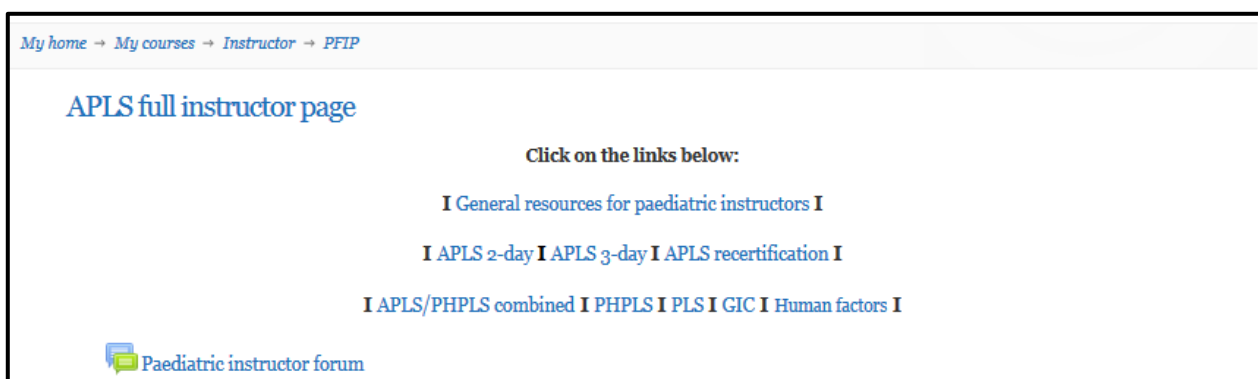 My home → My courses → Instructor → PFIP
APLS full instructor page
Click on the links below:
I General resources for paediatric instructors I
I APLS 2-day I APLS 3-day I APLS recertification I
I APLS/PHPLS combined I PHPLS I PLS I GIC I Human factors I
Paediatric instructor forum